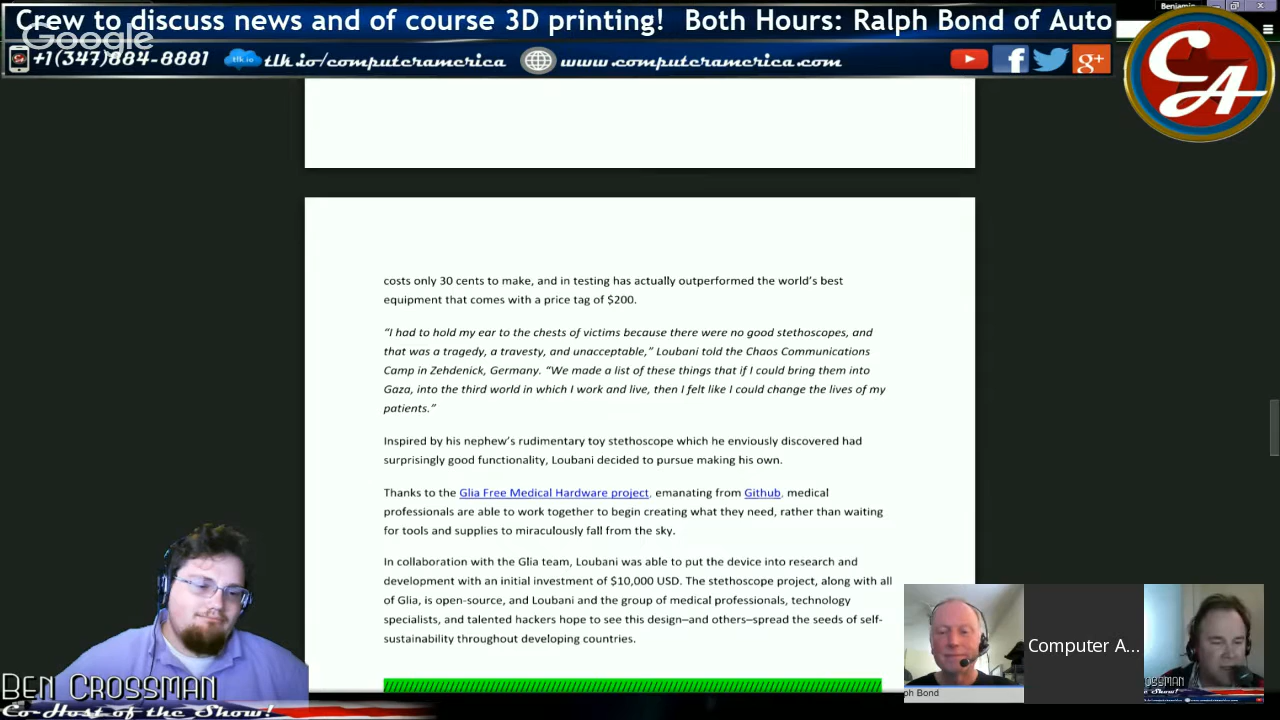 Crew to discuss news and of course 3D printing! Both Hours: Ralph Bond of Auto
Google
+1(347)884-8881 tlk.io/computeramerica www.computeramerica.com
Benjamin
CA
costs only 30 cents to make, and in testing has actually outperformed the world's best
equipment that comes with a price tag of $200.
“I had to hold my ear to the chests of victims because there were no good stethoscopes, and
that was a tragedy, a travesty, and unacceptable,” Loubani told the Chaos Communications
Camp in Zehdenick, Germany. “We made a list of these things that if I could bring them into
Gaza, into the third world in which I work and live, then I felt like I could change the lives of my
patients.”
Inspired by his nephew's rudimentary toy stethoscope which he enviously discovered had
surprisingly good functionality, Loubani decided to pursue making his own.
Thanks to the Glia Free Medical Hardware project, emanating from Github, medical
professionals are able to work together to begin creating what they need, rather than waiting
for tools and supplies to miraculously fall from the sky.
In collaboration with the Glia team, Loubani was able to put the device into research and
development with an initial investment of $10,000 USD. The stethoscope project, along with all
of Glia, is open-source, and Loubani and the group of medical professionals, technology
specialists, and talented hackers hope to see this design–and others–spread the seeds of self-
sustainability throughout developing countries.
Ben Crossman
Co-Host of the Show!
ph Bond
Computer A...